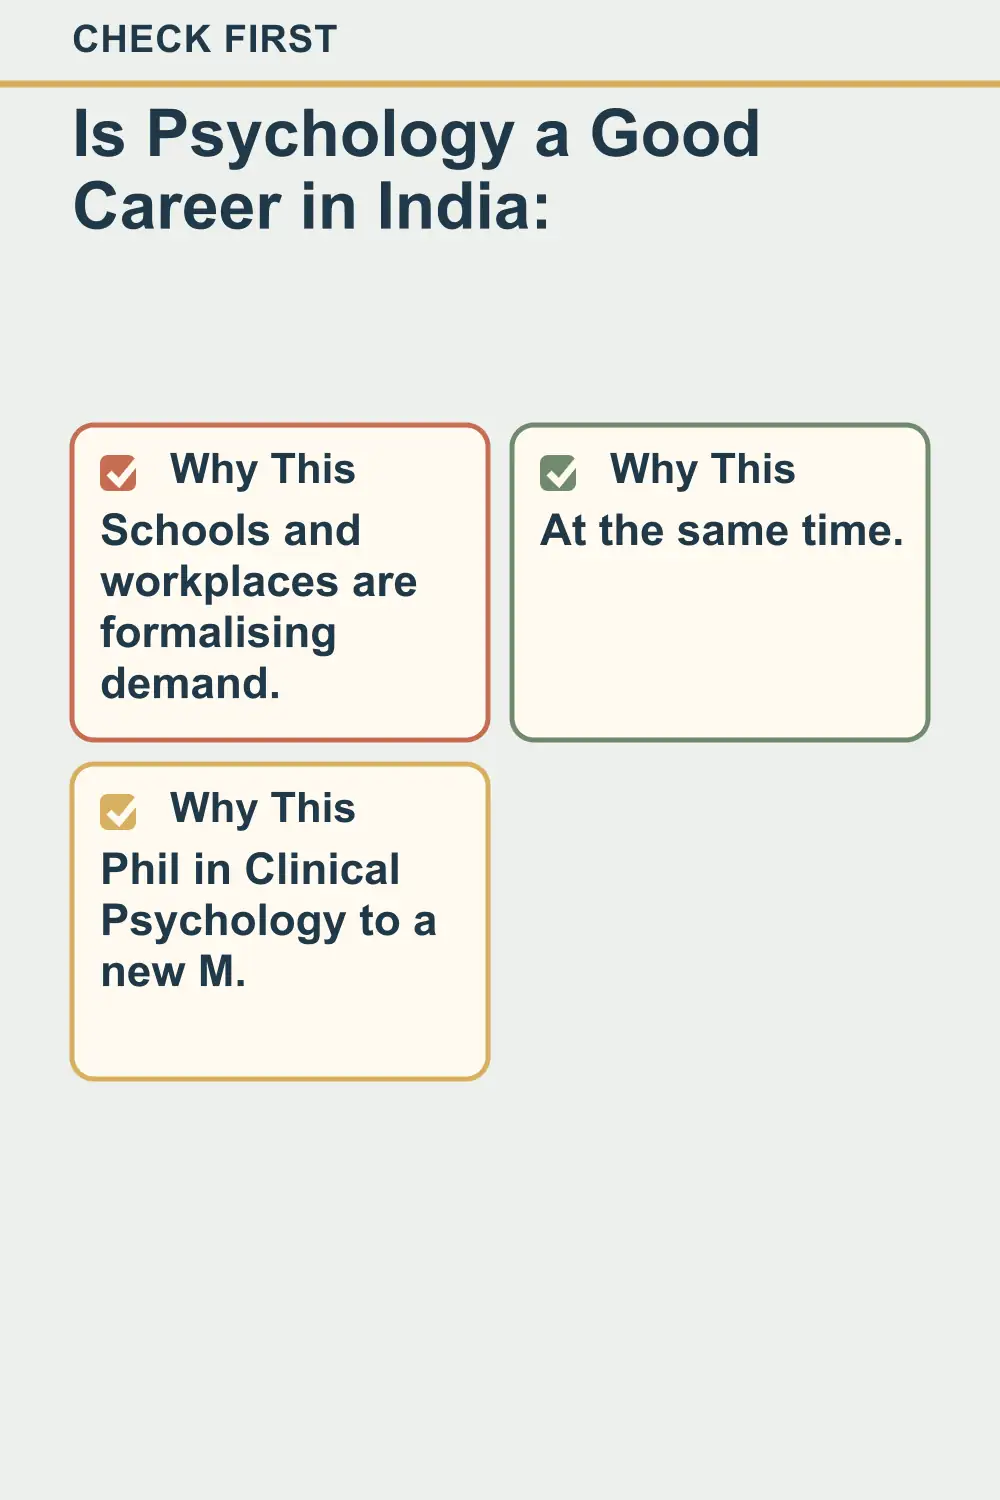 CHECK FIRST
Is Psychology a Good
Career in India:
Why This
Schools and
workplaces are
formalising
demand.
Why This
At the same time.
Why This
Phil in Clinical
Psychology to a
new M.